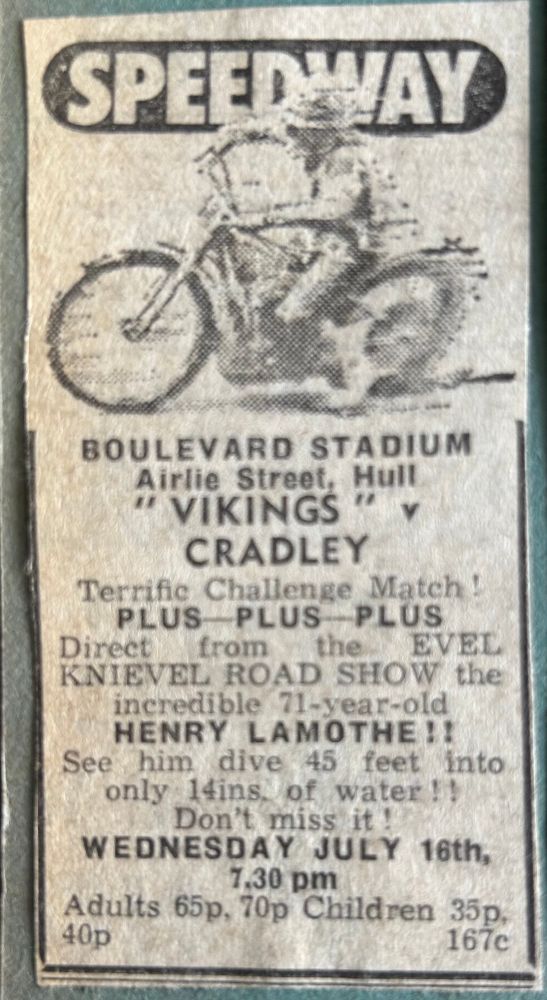 SPEEDWAY
BOULEVARD STADIUM
Airlie Street, Hull
"VIKINGS" v
CRADLEY
Terrific Challenge Match!
PLUS—PLUS—PLUS
Direct from the EVEL
KNIEVEL ROAD SHOW the
incredible 71-year-old
HENRY LAMOTHE!!
See him dive 45 feet into
only 14ins. of water!!
Don't miss it!
WEDNESDAY JULY 16th,
7.30 pm
Adults 65p, 70p Children 35p,
40p 167c